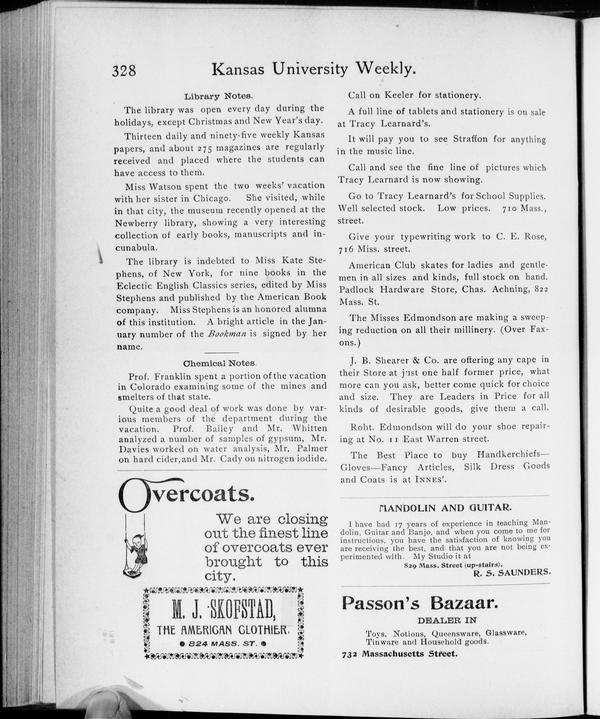 328
Kansas University Weekly.
Library Notes.
The library was open every day during the
holidays, except Christmas and New Year's day.
Thirteen daily and ninety-five weekly Kansas
papers, and about 275 magazines are regularly
received and placed where the students can
have access to them.
Miss Watson spent the two weeks' vacation
with her sister in Chicago. She visited, while
in that city, the museum recently opened at the
Newberry library, showing a very interesting
collection of early books, manuscripts and in-
cunabula.
The library is indebted to Miss Kate Ste-
phens, of New York, for nine books in the
Eclectic English Classics series, edited by Miss
Stephens and published by the American Book
company. Miss Stephens is an honored alumna
of this institution. A bright article in the Jan-
uary number of the Bookman is signed by her
name.
Chemical Notes.
Prof. Franklin spent a portion of the vacation
in Colorado examining some of the mines and
smelters of that state.
Quite a good deal of work was done by var-
ious members of the department during the
vacation. Prof. Bailey and Mr. Whitten
analyzed a number of samples of gypsum, Mr.
Davies worked on water analysis, Mr. Palmer
on hard cider, and Mr. Cady on nitrogen iodide.
Overcoats.
We are closing
out the finest line
of overcoats ever
brought to this
city.
M. J. SKOFSTAD,
THE AMERICAN CLOTHIER.
824 MASS. ST.
Call on Keeler for stationery.
A full line of tablets and stationery is on sale
at Tracy Learnard's.
It will pay you to see Straffon for anything
in the music line.
Call and see the fine line of pictures which
Tracy Learnard is now showing.
Go to Tracy Learnard's for School Supplies.
Well selected stock. Low prices. 710 Mass.,
street.
Give your typewriting work to C. E. Rose,
716 Miss. street.
American Club skates for ladies and gentle-
men in all sizes and kinds, full stock on hand.
Padlock Hardware Store, Chas. Achning, 822
Mass. St.
The Misses Edmondson are making a sweep-
ing reduction on all their millinery. (Over Fax-
ons.)
J. B. Shearer & Co. are offering any cape in
their Store at just one half former price, what
more can you ask, better come quick for choice
and size. They are Leaders in Price for all
kinds of desirable goods, give them a call.
Robt. Edmondson will do your shoe repair-
ing at No. 11 East Warren street.
The Best Place to buy Handkerchiefs—
Gloves—Fancy Articles, Silk Dress Goods
and Coats is at INNES'.
MANDOLIN AND GUITAR.
I have had 17 years of experience in teaching Man-
dolin, Guitar and Banjo, and when you come to me for
instructions, you have the satisfaction of knowing you
are receiving the best, and that you are not being ex-
perimented with. My Studio it at
829 Mass. Street (up-stairs).
R. S. SAUNDERS.
Passon's Bazaar.
DEALER IN
Toys, Notions, Queensware, Glassware,
Tinware and Household goods.
732 Massachusetts Street.